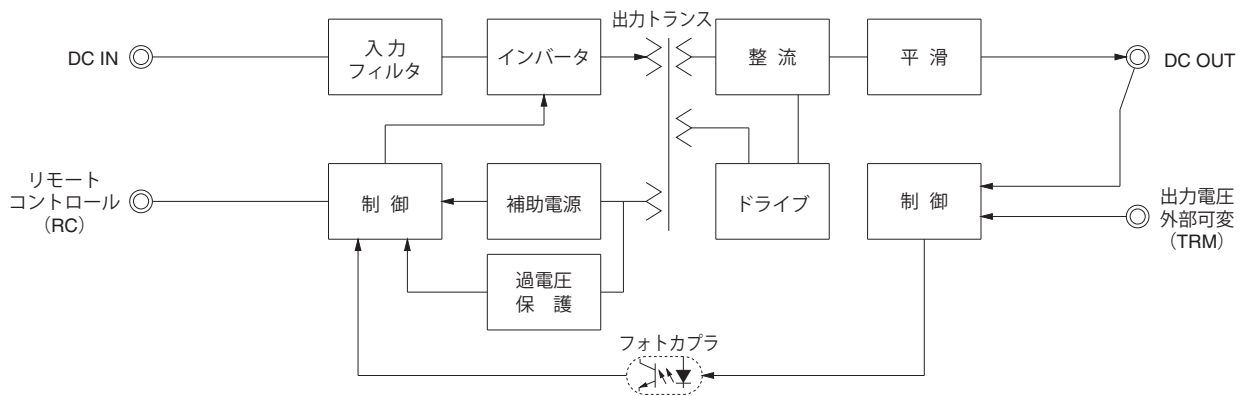 出力トランス
DC IN
入 力
フィルタ
インバータ
整 流
平 滑
DC OUT
リモート
コントロール
（RC）
制 御
補助電源
ドライブ
制 御
出力電圧
外部可変
（TRM）
過電圧
保 護
フォトカプラ